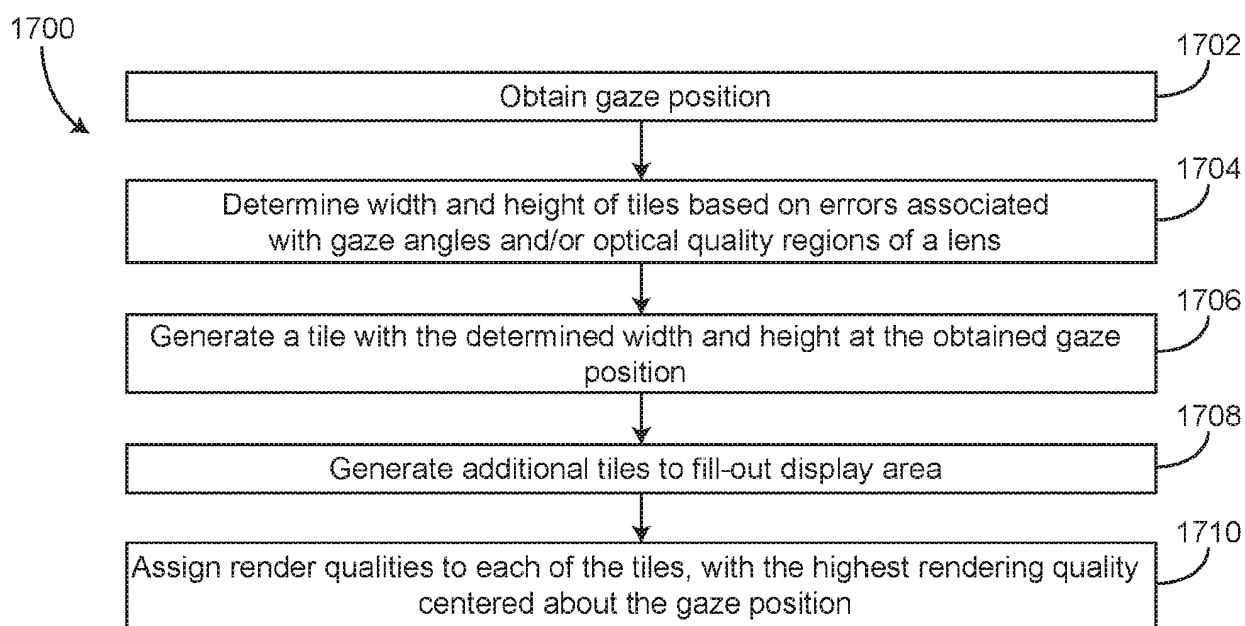 1700
1702
Obtain gaze position
1704
Determine width and height of tiles based on errors associated
with gaze angles and/or optical quality regions of a lens
1706
Generate a tile with the determined width and height at the obtained gaze
position
1708
Generate additional tiles to fill-out display area
1710
Assign render qualities to each of the tiles, with the highest rendering quality
centered about the gaze position